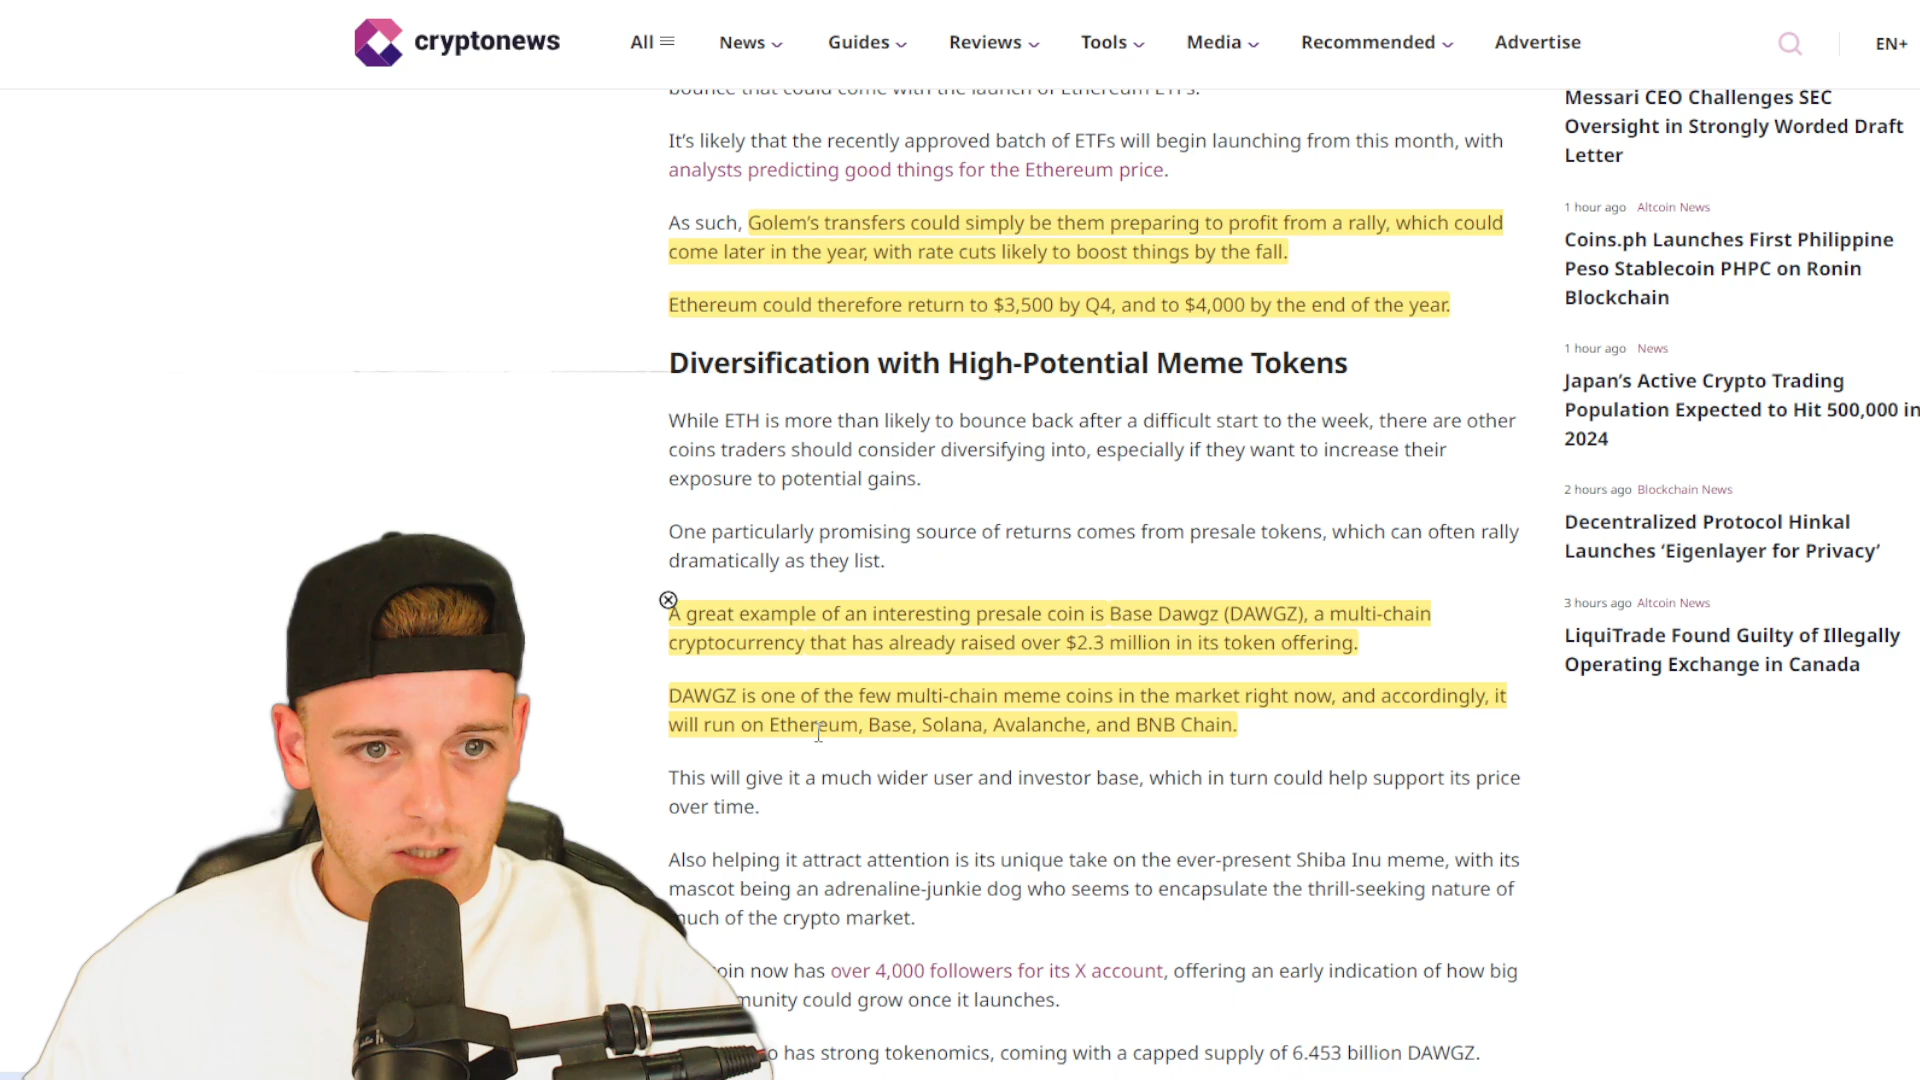 cryptonews
All
News
Guides
Reviews
Tools
Media
Recommended
Advertise
EN+
bounce that could come with the launch of Ethereum ETFs.
It’s likely that the recently approved batch of ETFs will begin launching from this month, with
analysts predicting good things for the Ethereum price.
As such, Golem’s transfers could simply be them preparing to profit from a rally, which could
come later in the year, with rate cuts likely to boost things by the fall.
Ethereum could therefore return to $3,500 by Q4, and to $4,000 by the end of the year.
Diversification with High-Potential Meme Tokens
While ETH is more than likely to bounce back after a difficult start to the week, there are other
coins traders should consider diversifying into, especially if they want to increase their
exposure to potential gains.
One particularly promising source of returns comes from presale tokens, which can often rally
dramatically as they list.
A great example of an interesting presale coin is Base Dawgz (DAWGZ), a multi-chain
cryptocurrency that has already raised over $2.3 million in its token offering.
DAWGZ is one of the few multi-chain meme coins in the market right now, and accordingly, it
will run on Ethereum, Base, Solana, Avalanche, and BNB Chain.
This will give it a much wider user and investor base, which in turn could help support its price
over time.
Also helping it attract attention is its unique take on the ever-present Shiba Inu meme, with its
mascot being an adrenaline-junkie dog who seems to encapsulate the thrill-seeking nature of
much of the crypto market.
coin now has over 4,000 followers for its X account, offering an early indication of how big
community could grow once it launches.
has strong tokenomics, coming with a capped supply of 6.453 billion DAWGZ.
Messari CEO Challenges SEC
Oversight in Strongly Worded Draft
Letter
1 hour ago Altcoin News
Coins.ph Launches First Philippine
Peso Stablecoin PHPC on Ronin
Blockchain
1 hour ago News
Japan’s Active Crypto Trading
Population Expected to Hit 500,000 in
2024
2 hours ago Blockchain News
Decentralized Protocol Hinkal
Launches ‘Eigenlayer for Privacy’
3 hours ago Altcoin News
LiquiTrade Found Guilty of Illegally
Operating Exchange in Canada